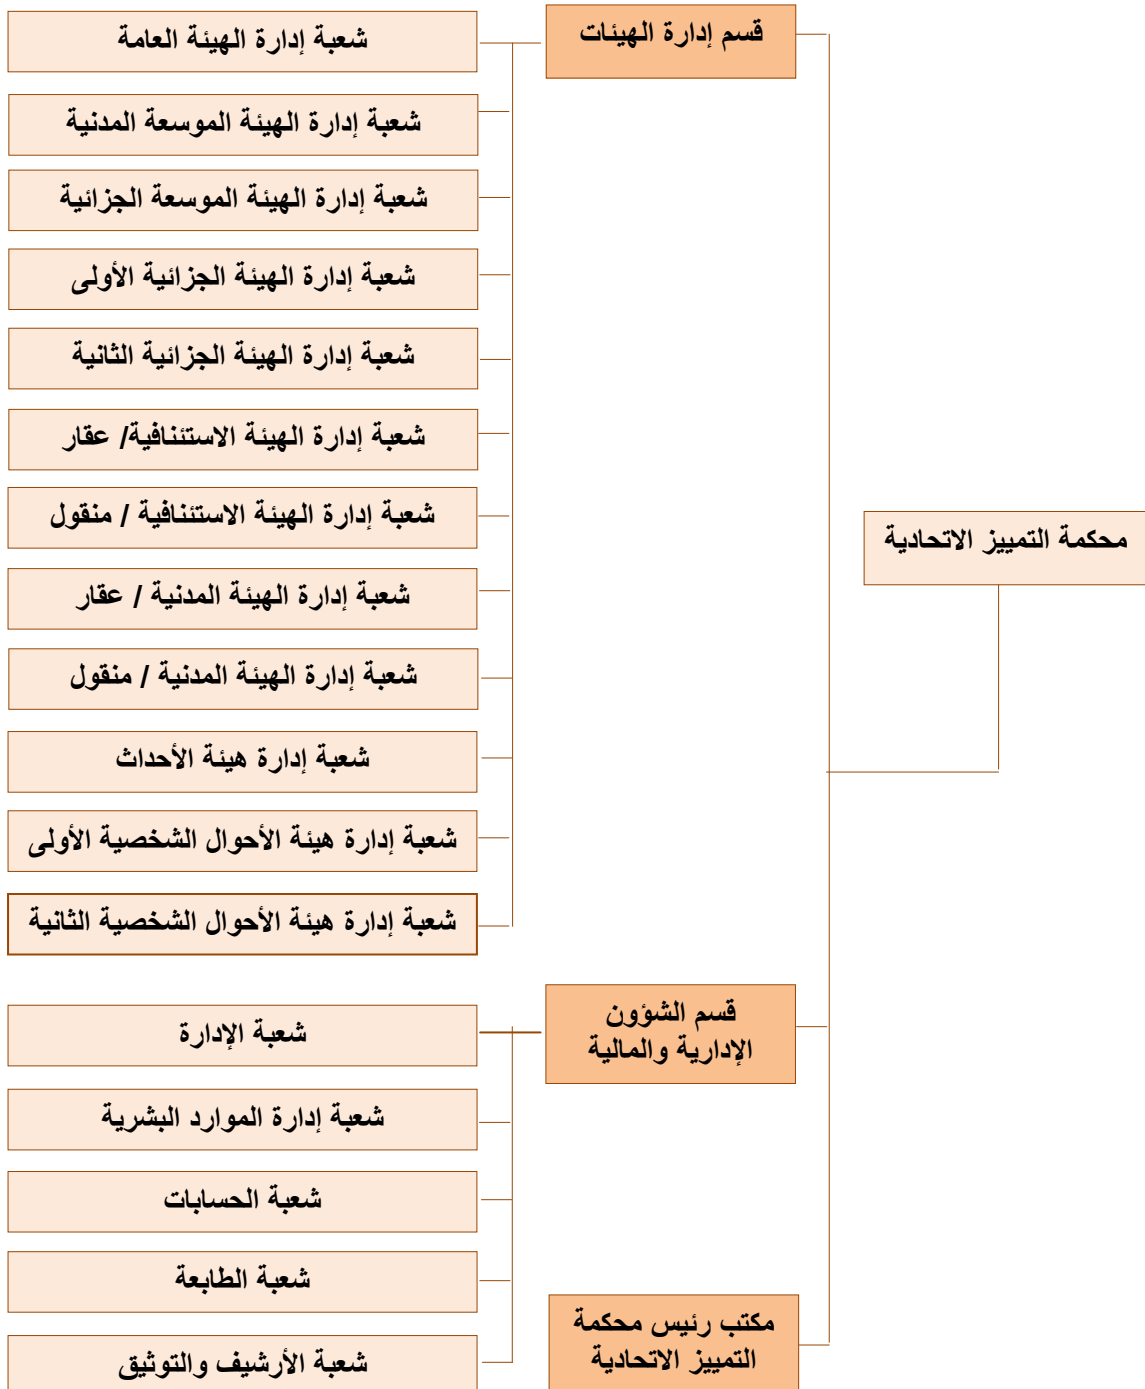 محكمة التمييز الاتحادية
قسم إدارة الهيئات
شعبة إدارة الهيئة العامة
شعبة إدارة الهيئة الموسعة المدنية
شعبة إدارة الهيئة الموسعة الجزائية
شعبة إدارة الهيئة الجزائية الأولى
شعبة إدارة الهيئة الجزائية الثانية
شعبة إدارة الهيئة الاستئنافية/ عقار
شعبة إدارة الهيئة الاستئنافية / منقول
شعبة إدارة الهيئة المدنية / عقار
شعبة إدارة الهيئة المدنية / منقول
شعبة إدارة هيئة الأحداث
شعبة إدارة هيئة الأحوال الشخصية الأولى
شعبة إدارة هيئة الأحوال الشخصية الثانية
قسم الشؤون
الإدارية والمالية
شعبة الإدارة
شعبة إدارة الموارد البشرية
شعبة الحسابات
شعبة الطابعة
شعبة الأرشيف والتوثيق
مكتب رئيس محكمة
التمييز الاتحادية